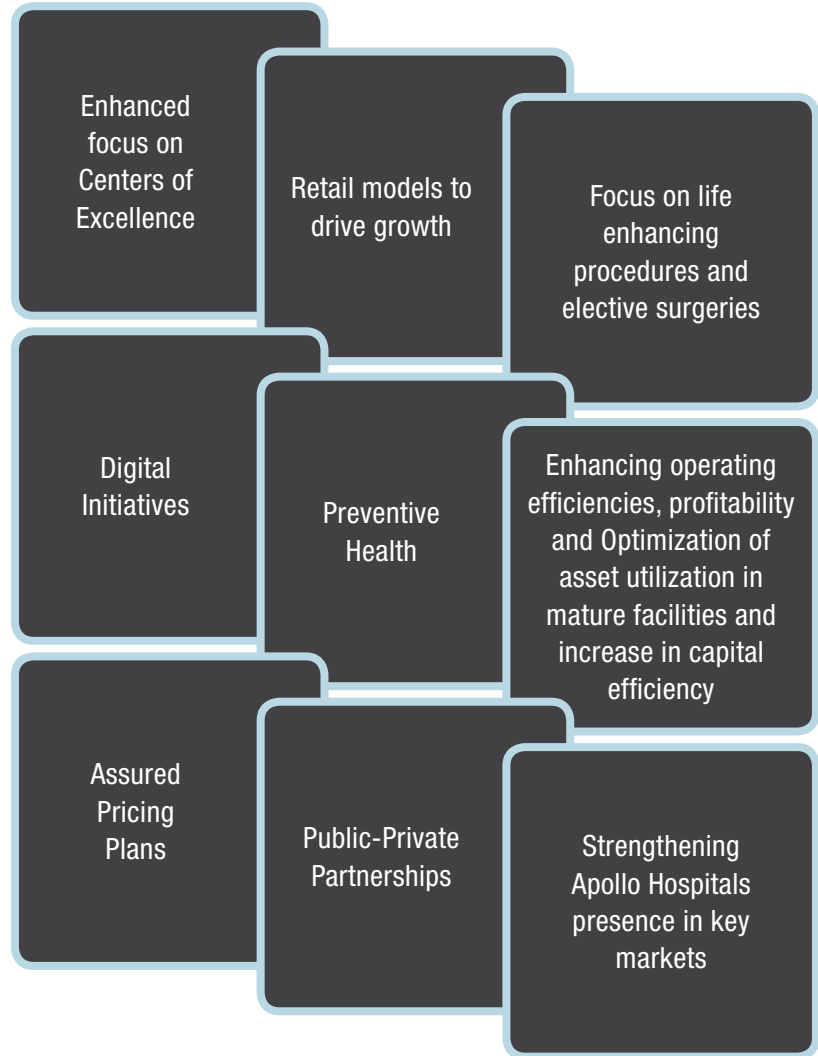 Enhanced
focus on
Centers of
Excellence
Retail models to
drive growth
Focus on life
enhancing
procedures and
elective surgeries
Digital
Initiatives
Preventive
Health
Enhancing operating
efficiencies, profitability
and Optimization of
asset utilization in
mature facilities and
increase in capital
efficiency
Assured
Pricing
Plans
Public-Private
Partnerships
Strengthening
Apollo Hospitals
presence in key
markets